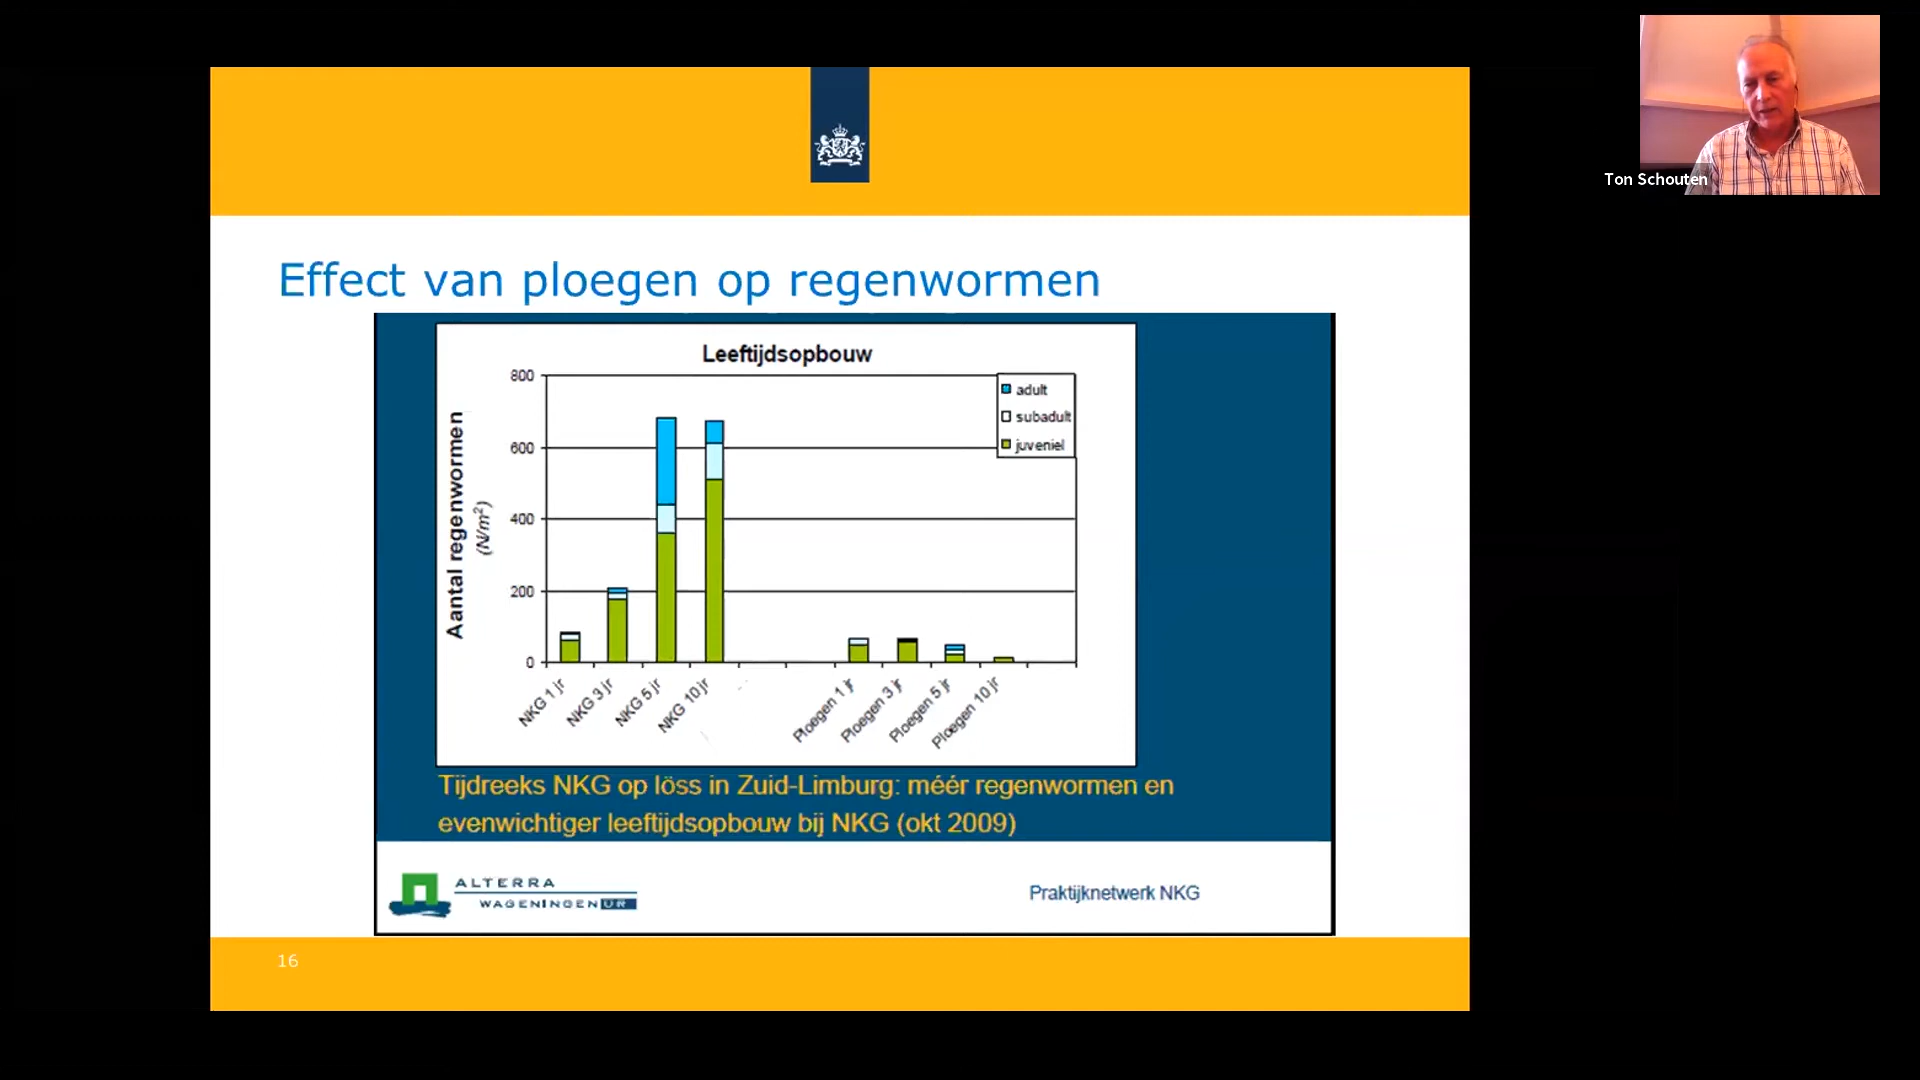 Ton Schouten
Effect van ploegen op regenwormen
Leeftijdsopbouw
Aantal regenwormen
(N/m²)
800
600
400
200
0
adult
subadult
juveniel
NKG 1 jr
NKG 3 jr
NKG 5 jr
NKG 10 jr
Ploegen 1 jr
Ploegen 3 jr
Ploegen 5 jr
Ploegen 10 jr
Tijdreeks NKG op löss in Zuid-Limburg: méér regenwormen en
evenwichtiger leeftijdsopbouw bij NKG (okt 2009)
ALTERRA
WAGENINGEN UR
Praktijknetwerk NKG
16